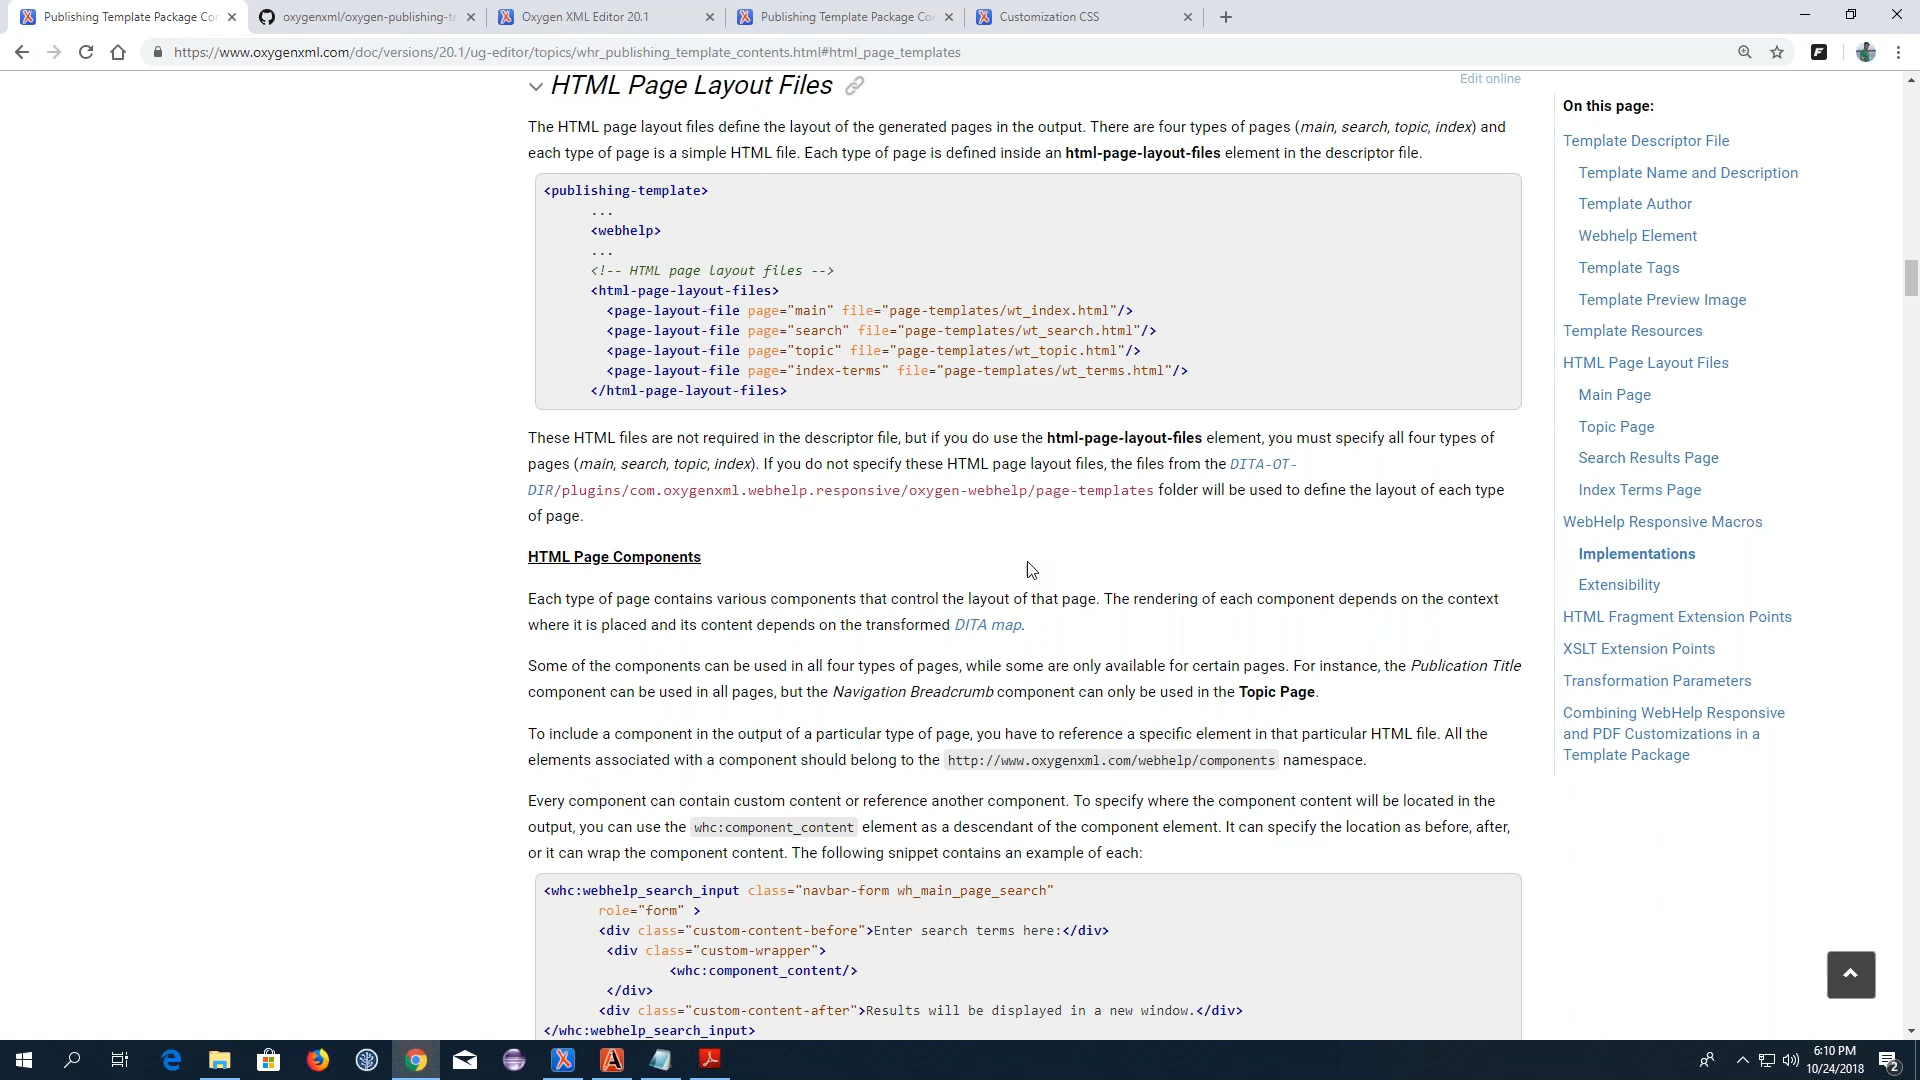 Publishing Template Package Co
oxygenxml/oxygen-publishing-te
Oxygen XML Editor 20.1
Publishing Template Package Co
Customization CSS
https://www.oxygenxml.com/doc/versions/20.1/ug-editor/topics/whr_publishing_template_contents.html#html_page_templates
HTML Page Layout Files
Edit online
The HTML page layout files define the layout of the generated pages in the output. There are four types of pages (main, search, topic, index) and
each type of page is a simple HTML file. Each type of page is defined inside an html-page-layout-files element in the descriptor file.
<publishing-template>
...
<webhelp>
...
<!-- HTML page layout files -->
<html-page-layout-files>
<page-layout-file page="main" file="page-templates/wt_index.html"/>
<page-layout-file page="search" file="page-templates/wt_search.html"/>
<page-layout-file page="topic" file="page-templates/wt_topic.html"/>
<page-layout-file page="index-terms" file="page-templates/wt_terms.html"/>
</html-page-layout-files>
These HTML files are not required in the descriptor file, but if you do use the html-page-layout-files element, you must specify all four types of
pages (main, search, topic, index). If you do not specify these HTML page layout files, the files from the DITA-OT-
DIR/plugins/com.oxygenxml.webhelp.responsive/oxygen-webhelp/page-templates folder will be used to define the layout of each type
of page.
HTML Page Components
Each type of page contains various components that control the layout of that page. The rendering of each component depends on the context
where it is placed and its content depends on the transformed DITA map.
Some of the components can be used in all four types of pages, while some are only available for certain pages. For instance, the Publication Title
component can be used in all pages, but the Navigation Breadcrumb component can only be used in the Topic Page.
To include a component in the output of a particular type of page, you have to reference a specific element in that particular HTML file. All the
elements associated with a component should belong to the http://www.oxygenxml.com/webhelp/components namespace.
Every component can contain custom content or reference another component. To specify where the component content will be located in the
output, you can use the whc:component_content element as a descendant of the component element. It can specify the location as before, after,
or it can wrap the component content. The following snippet contains an example of each:
<whc:webhelp_search_input class="navbar-form wh_main_page_search"
role="form" >
<div class="custom-content-before">Enter search terms here:</div>
<div class="custom-wrapper">
<whc:component_content/>
</div>
<div class="custom-content-after">Results will be displayed in a new window.</div>
</whc:webhelp_search_input>
On this page:
Template Descriptor File
Template Name and Description
Template Author
Webhelp Element
Template Tags
Template Preview Image
Template Resources
HTML Page Layout Files
Main Page
Topic Page
Search Results Page
Index Terms Page
WebHelp Responsive Macros
Implementations
Extensibility
HTML Fragment Extension Points
XSLT Extension Points
Transformation Parameters
Combining WebHelp Responsive
and PDF Customizations in a
Template Package
6:10 PM
10/24/2018
2